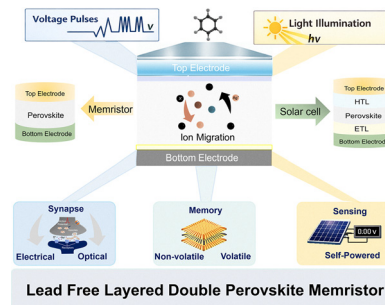 Voltage Pulses
V
Light Illumination
hv
Top Electrode
Ion Migration
Bottom Electrode
Memristor
Top Electrode
Perovskite
Bottom Electrode
Solar cell
Top Electrode
HTL
Perovskite
ETL
Bottom Electrode
Synapse
Electrical Optical
Memory
Non-volatile Volatile
Sensing
0.00 V
Self-Powered
Lead Free Layered Double Perovskite Memristor